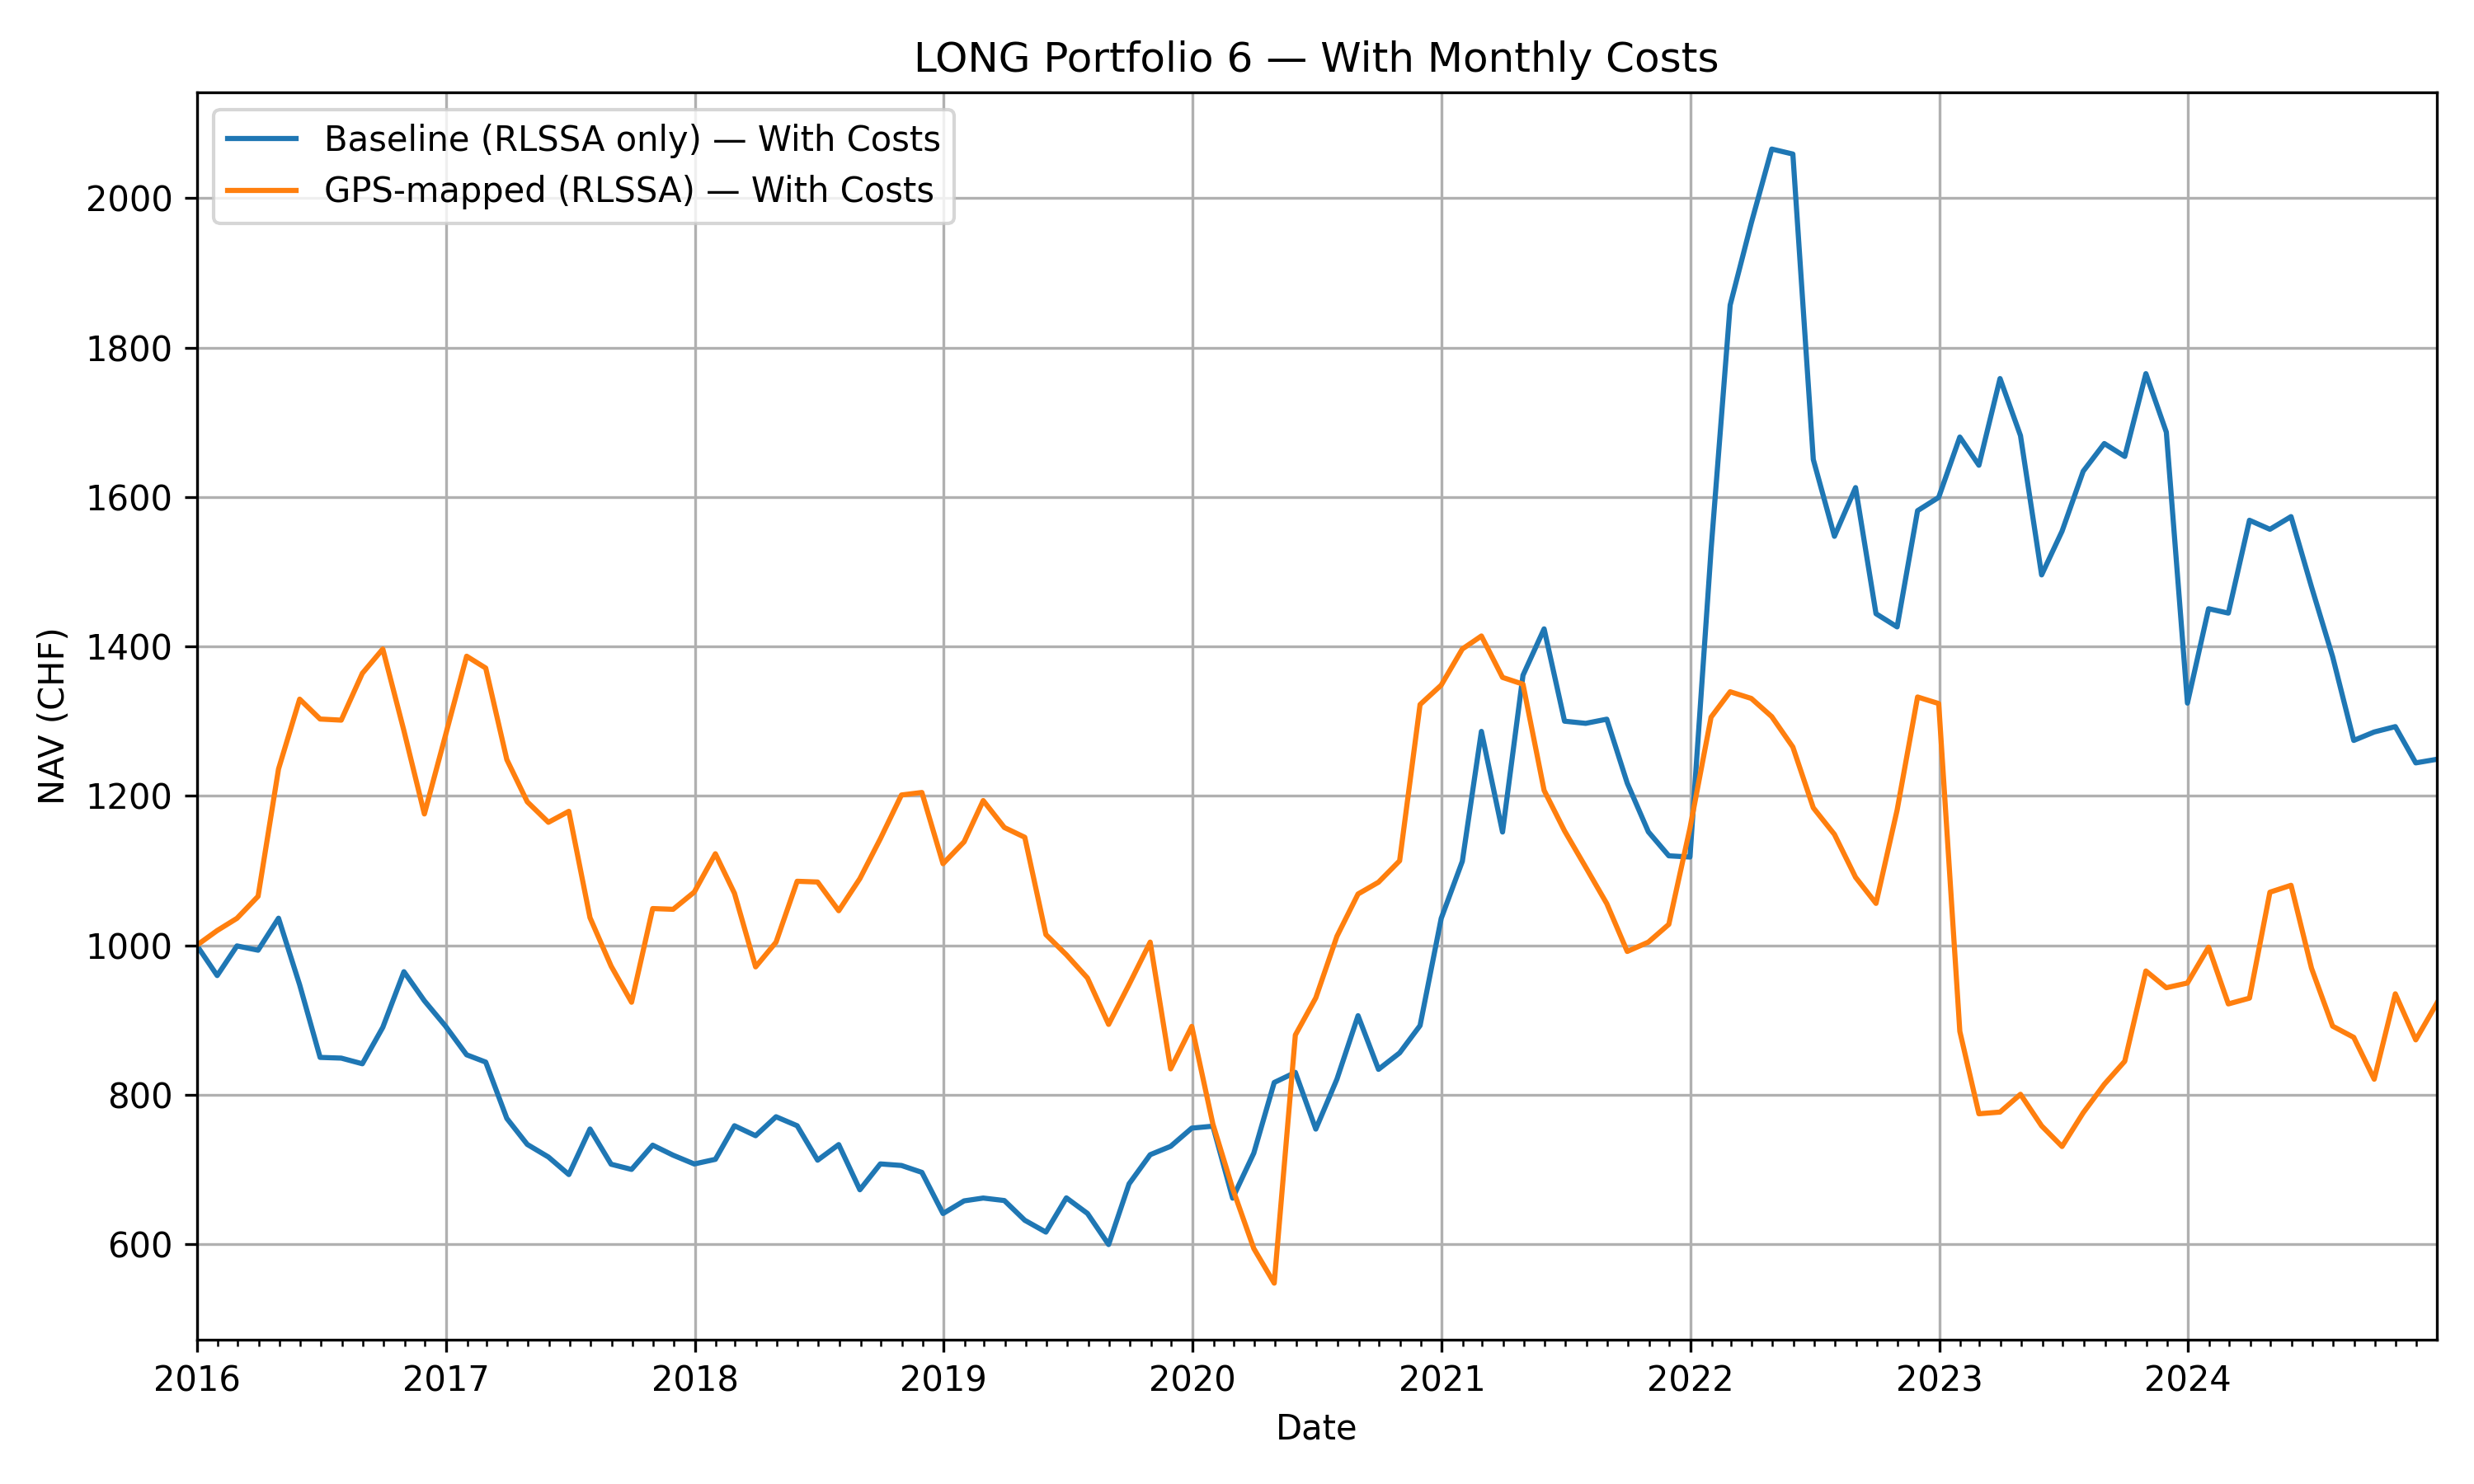 LONG Portfolio 6 — With Monthly Costs
Baseline (RLSSA only) — With Costs
GPS-mapped (RLSSA) — With Costs
NAV (CHF)
2000
1800
1600
1400
1200
1000
800
600
2016 2017 2018 2019 2020 2021 2022 2023 2024
Date